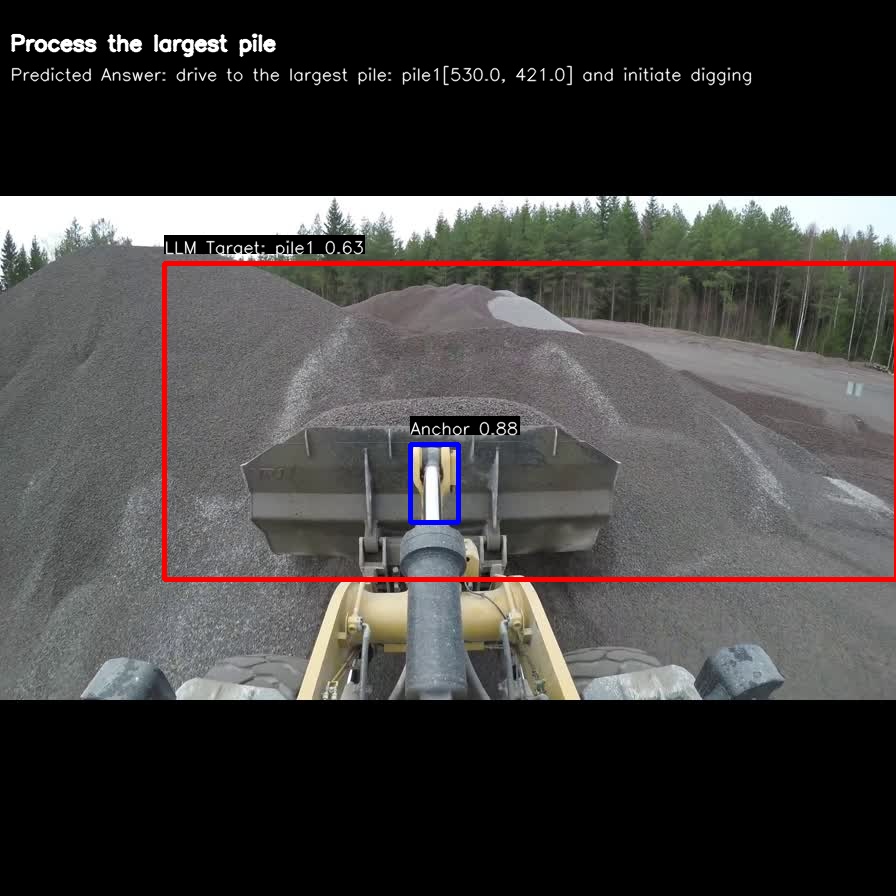 Process the largest pile
Predicted Answer: drive to the largest pile: pile1[530.0, 421.0] and initiate digging
LLM Target: pile1 0.63
Anchor 0.88